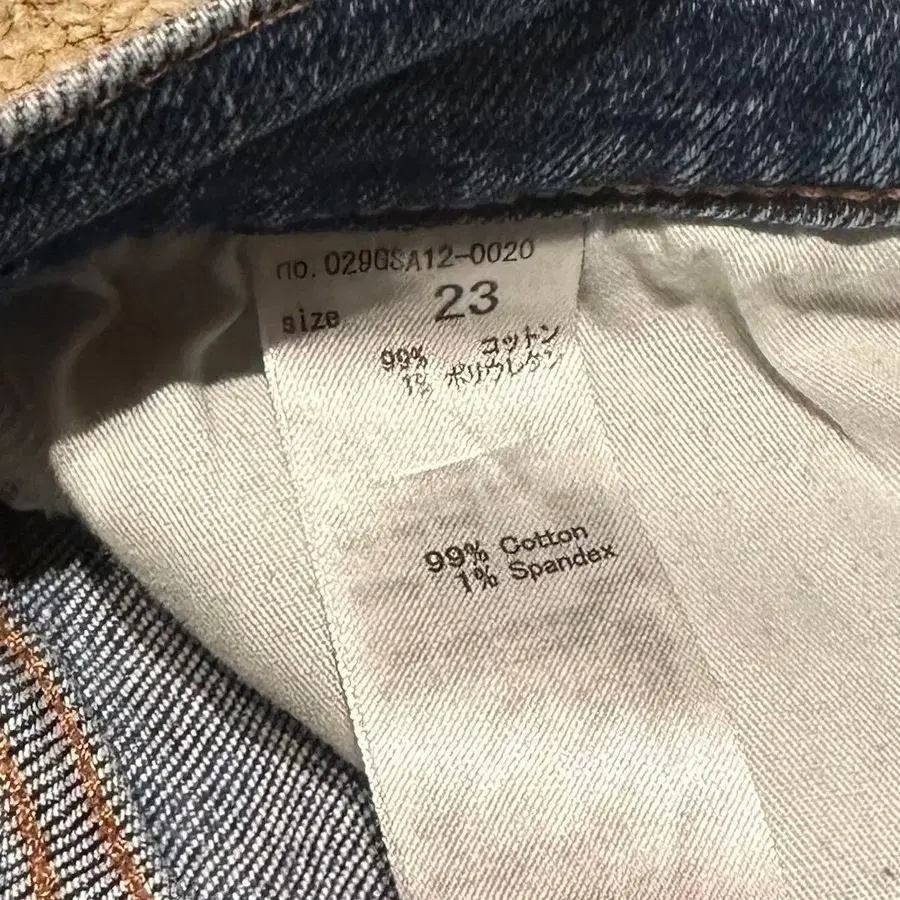 no. 029GSA12-0020
size 23
99% コットン
1% ポリウレタン
99% Cotton
1% Spandex